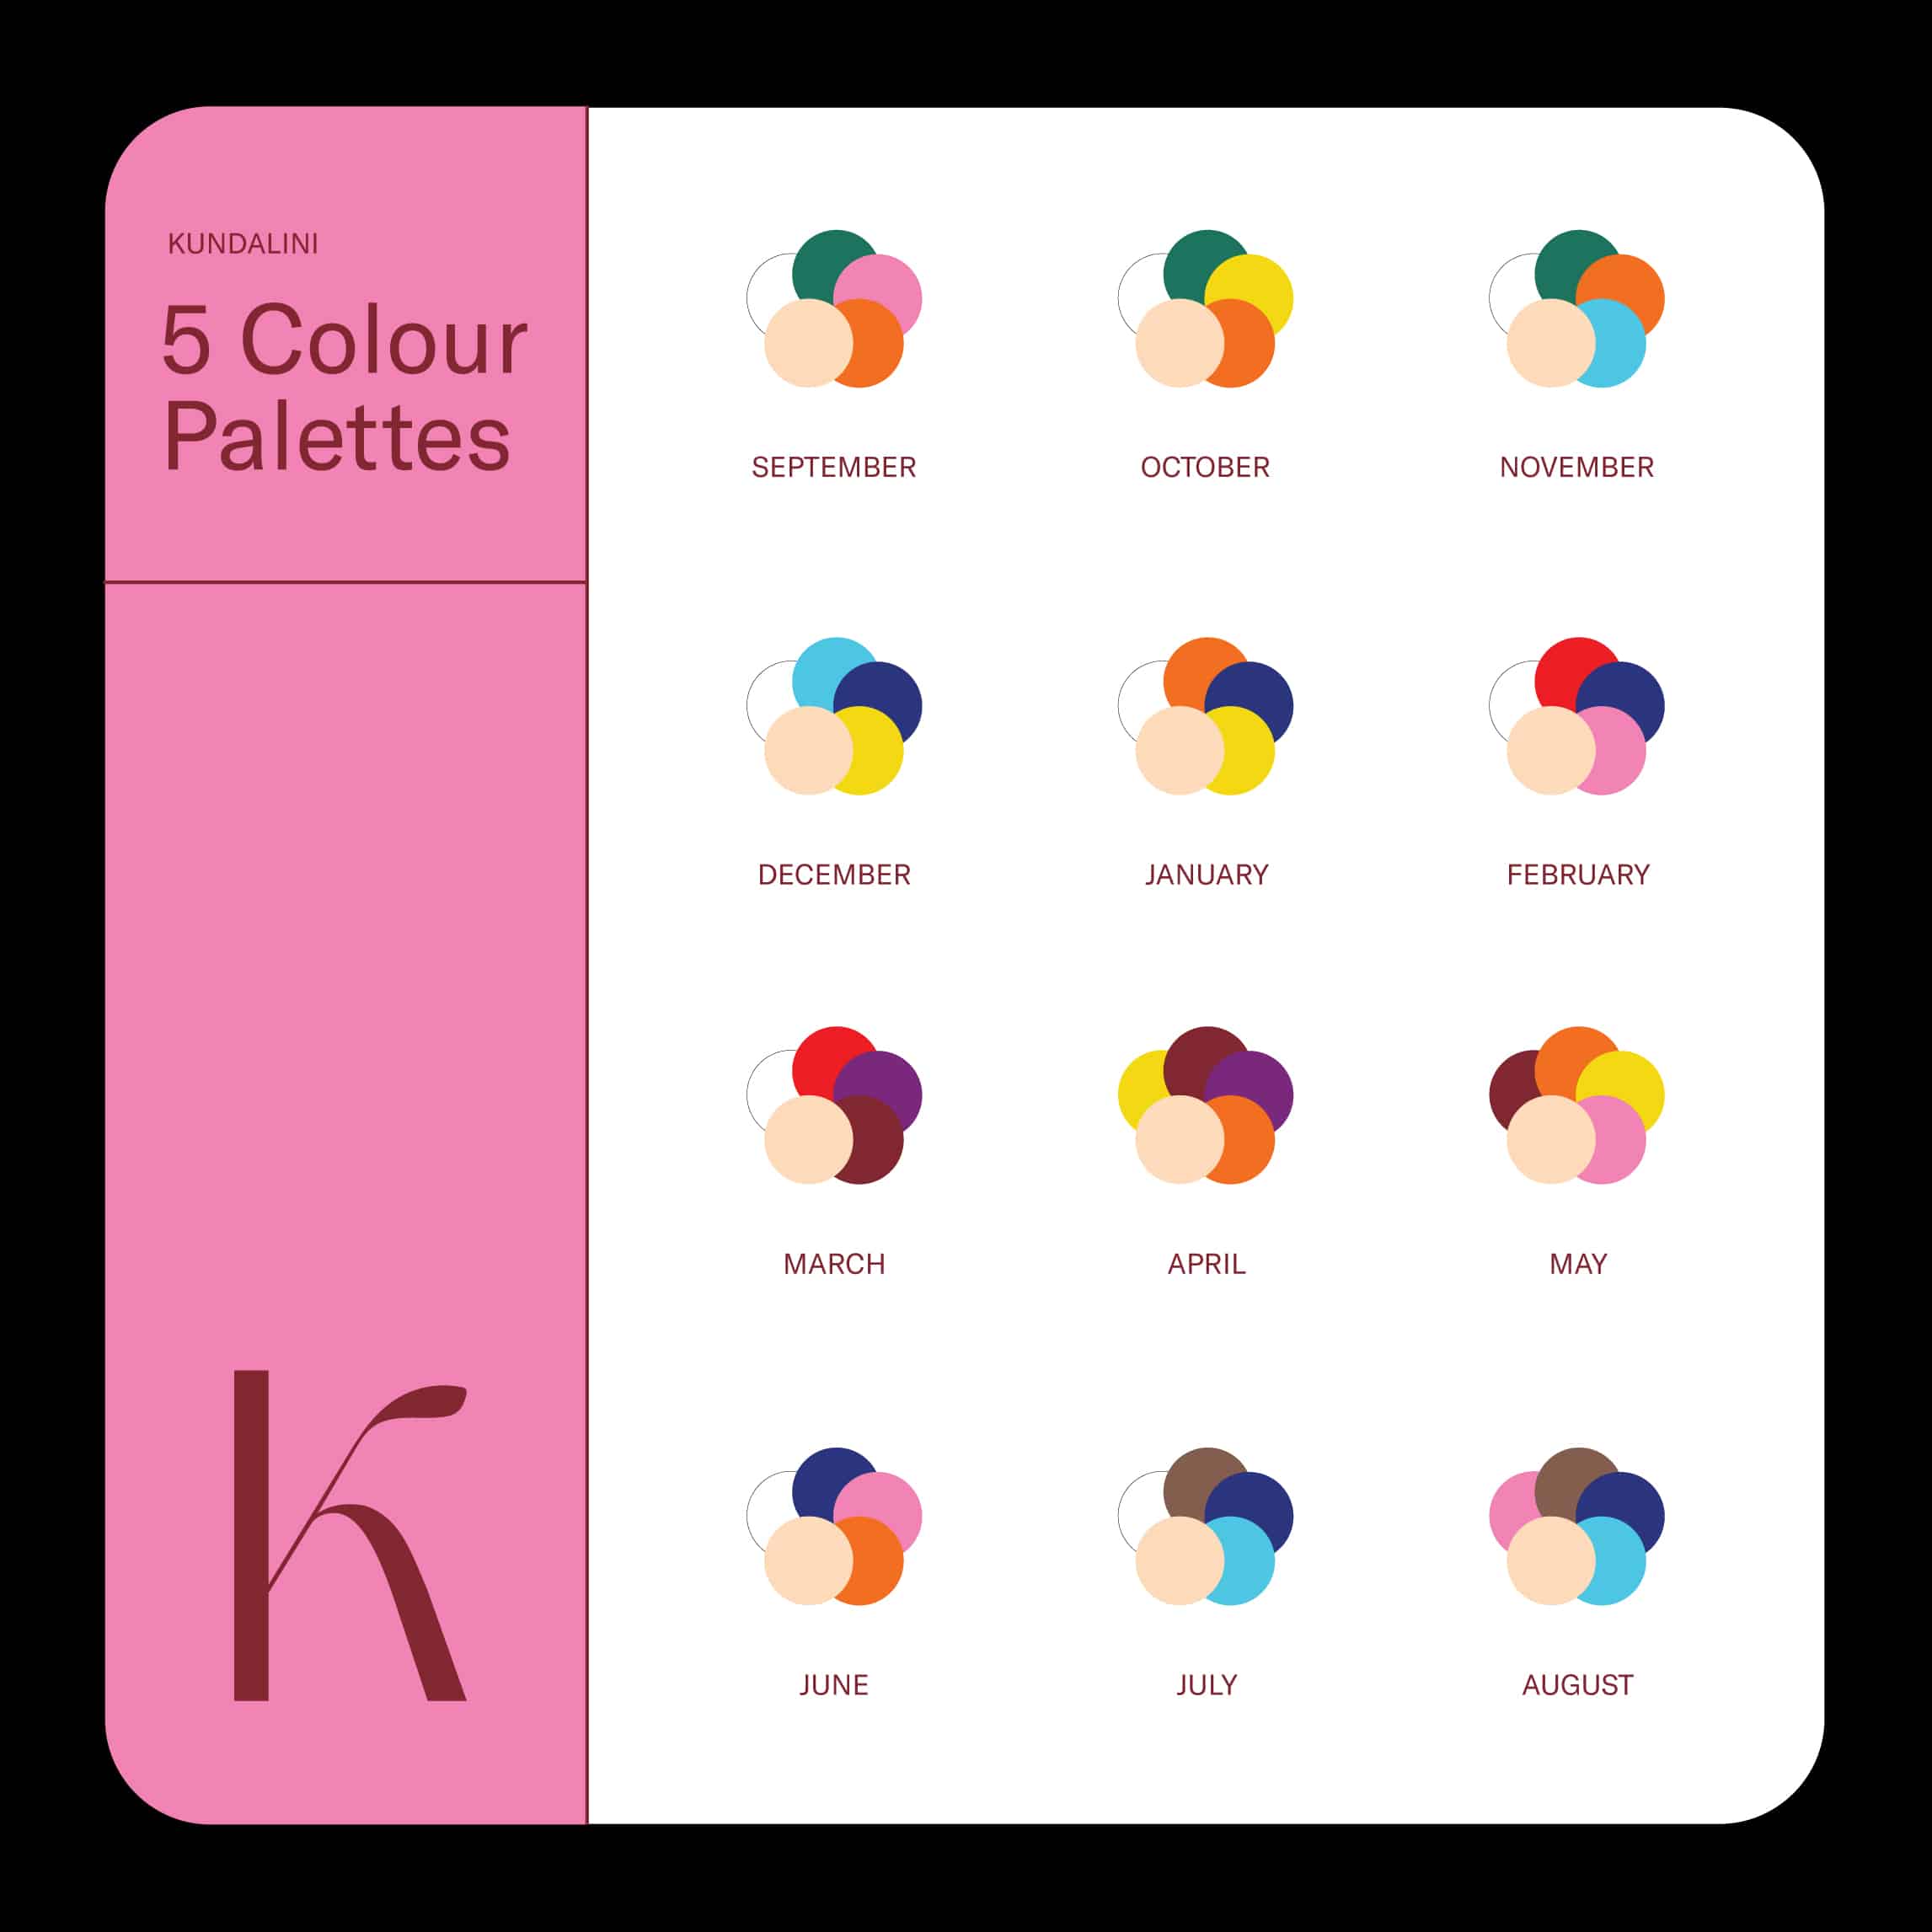 KUNDALINI
5 Colour
Palettes
K
SEPTEMBER
OCTOBER
NOVEMBER
DECEMBER
JANUARY
FEBRUARY
MARCH
APRIL
MAY
JUNE
JULY
AUGUST